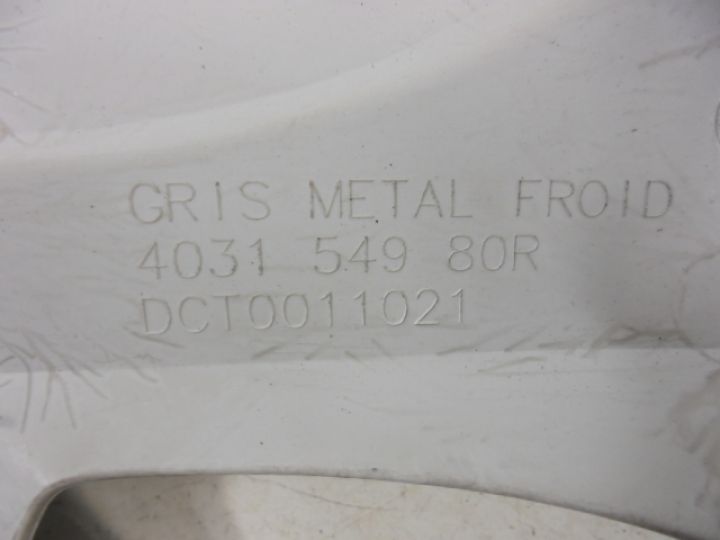 GRIS METAL FROID
4031 549 80R
DCT0011021